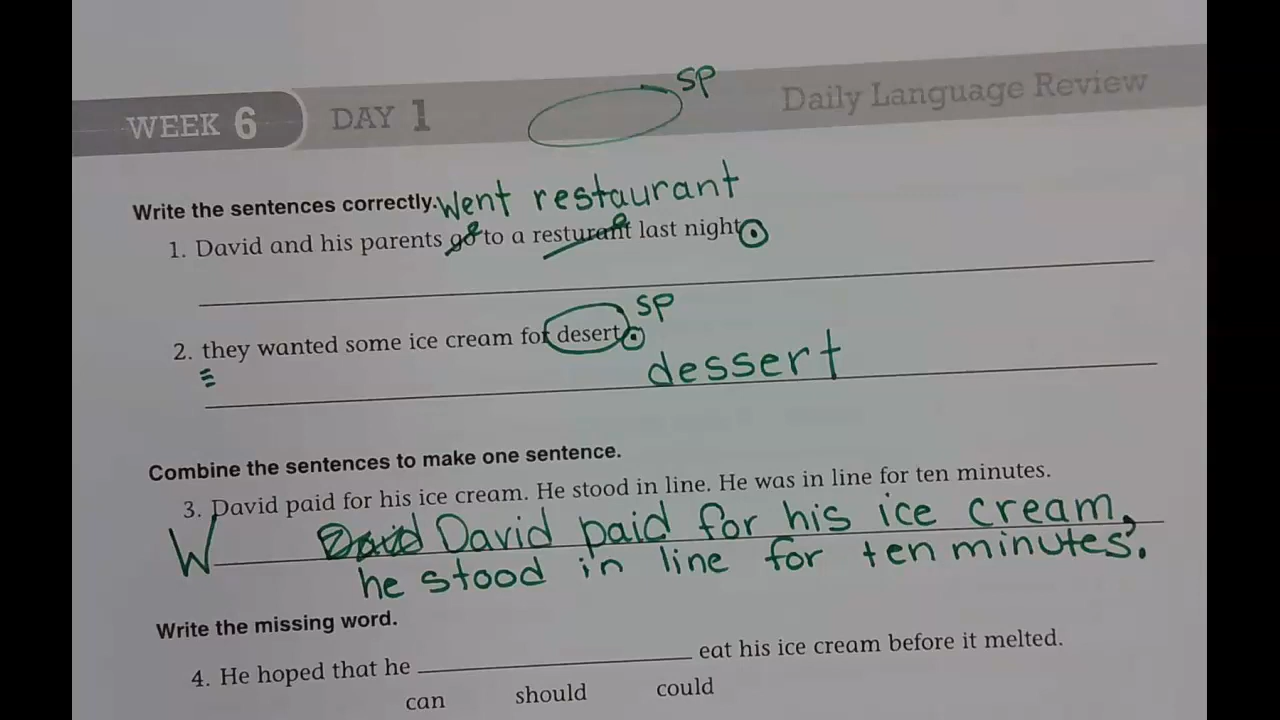 SP
WEEK 6 DAY 1 Daily Language Review
Went restaurant
Write the sentences correctly.
1. David and his parents go to a resturant last night.
SP
2. they wanted some ice cream for desert.
dessert
Combine the sentences to make one sentence.
3. David paid for his ice cream. He stood in line. He was in line for ten minutes.
W David David paid for his ice cream,
he stood in line for ten minutes.
Write the missing word.
4. He hoped that he ____ eat his ice cream before it melted.
can should could